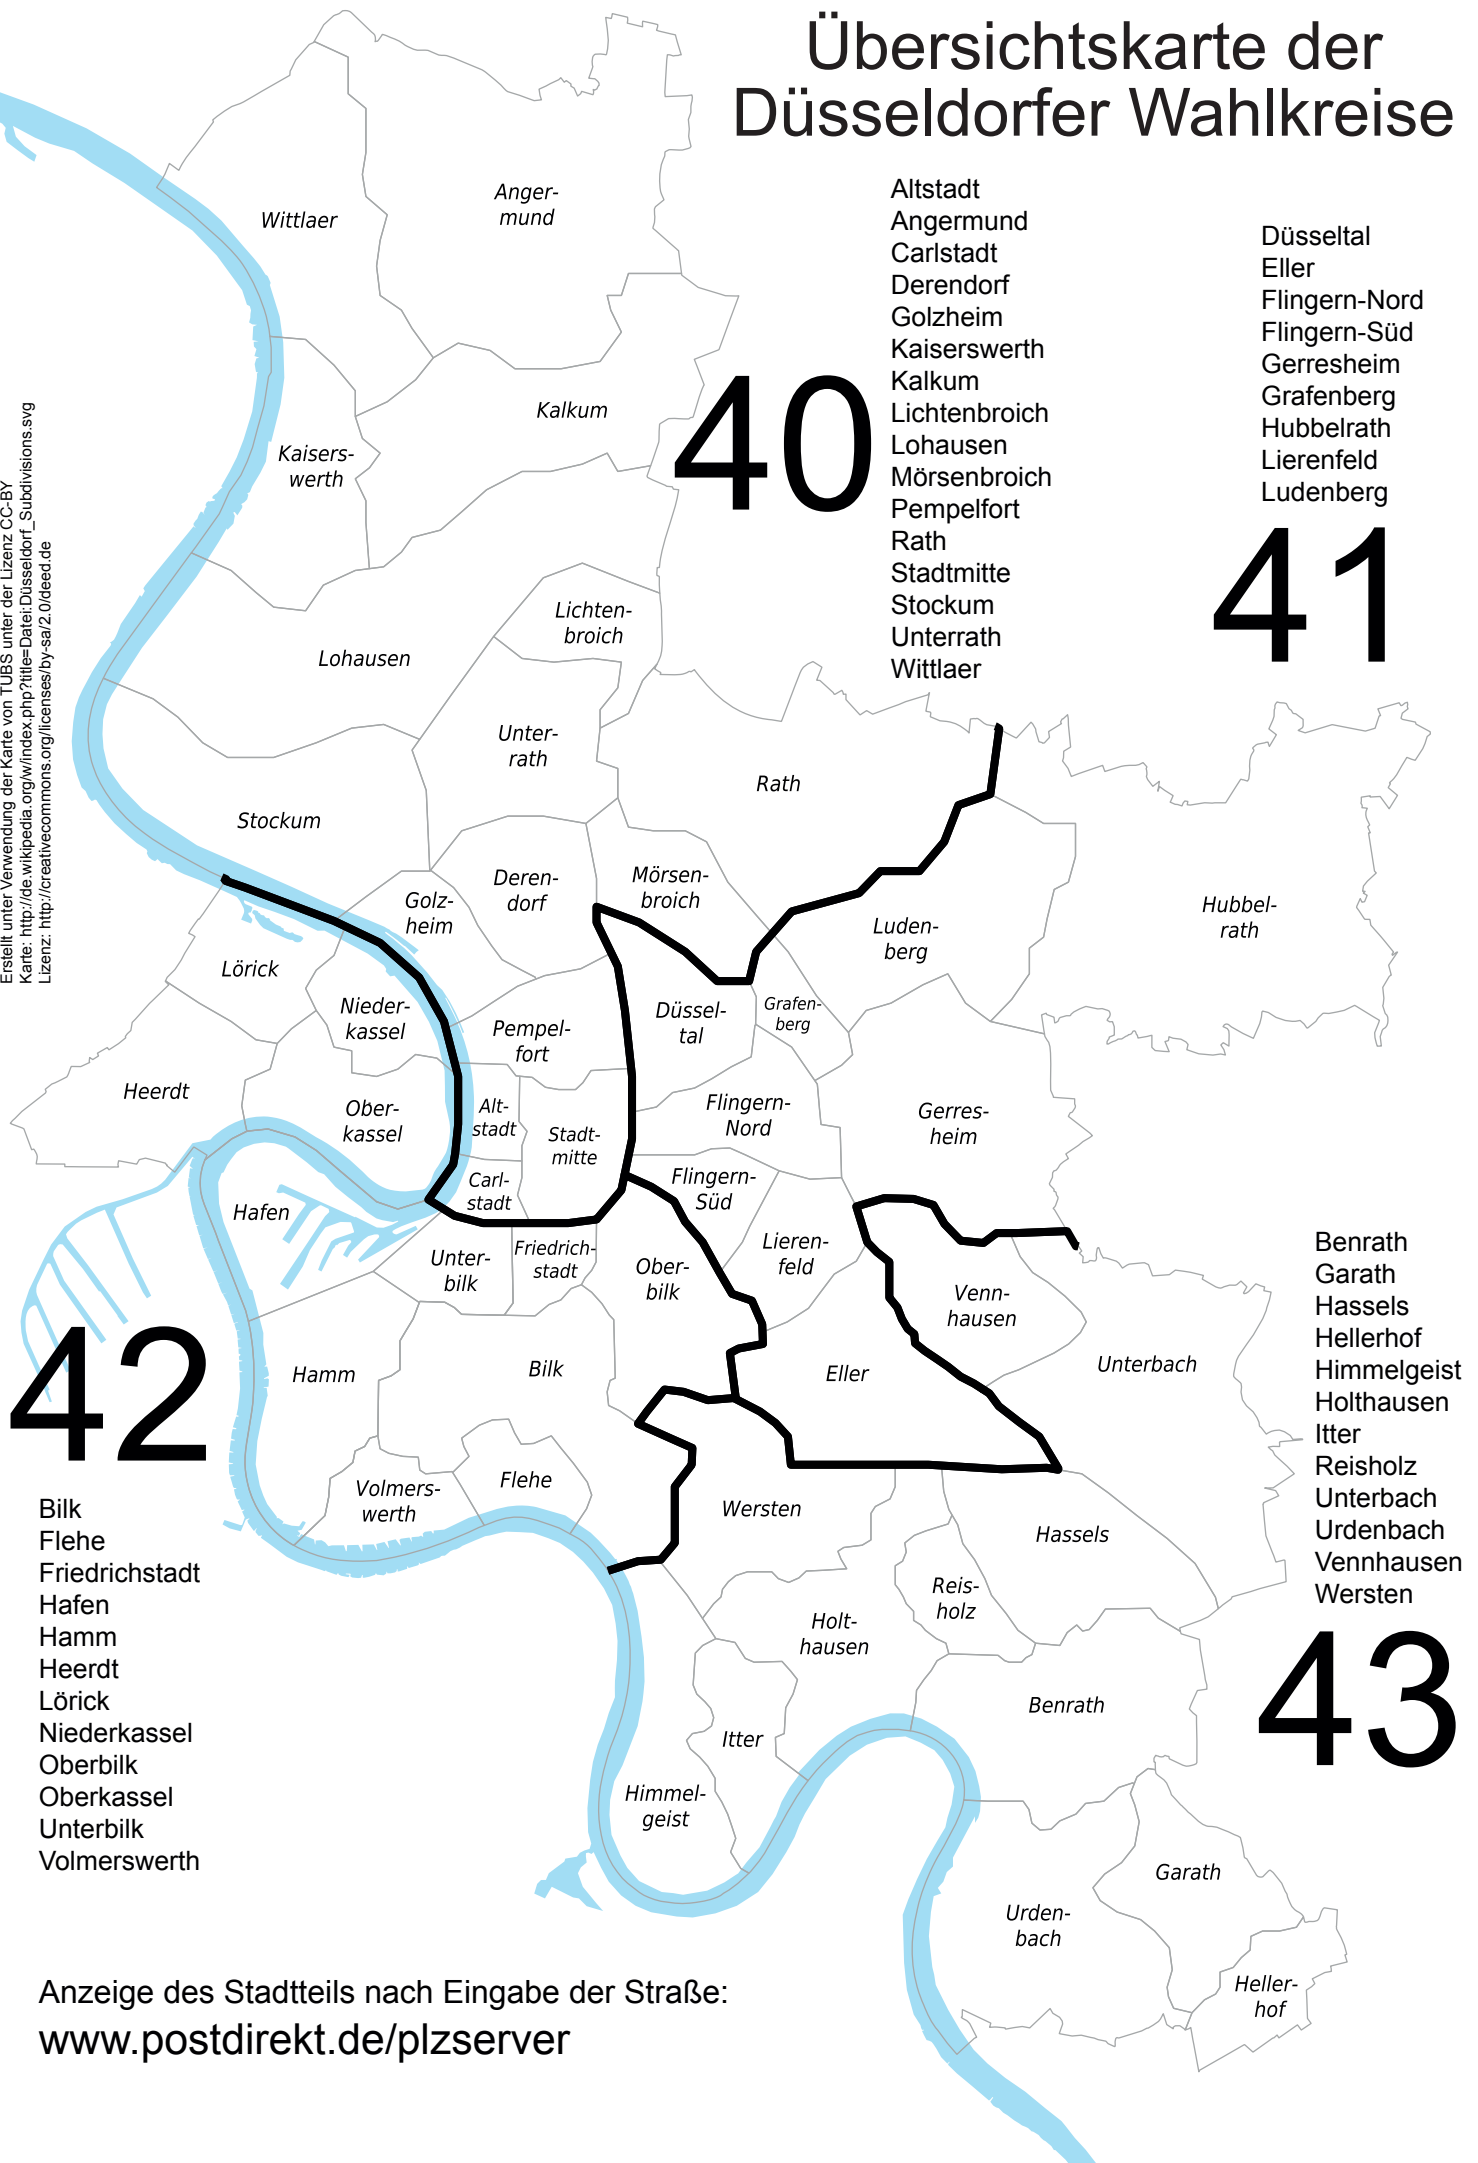 Übersichtskarte der
Düsseldorfer Wahlkreise
Altstadt
Angermund
Carlstadt
Derendorf
Golzheim
Kaiserswerth
Kalkum
Lichtenbroich
Lohausen
Mörsenbroich
Pempelfort
Rath
Stadtmitte
Stockum
Unterrath
Wittlaer
40
Düsseltal
Eller
Flingern-Nord
Flingern-Süd
Gerresheim
Grafenberg
Hubbelrath
Lierenfeld
Ludenberg
41
Erstellt unter Verwendung der Karte von TUBS unter der Lizenz CC-BY
Karte: http://de.wikipedia.org/w/index.php?title=Datei:Düsseldorf_Subdivisions.svg
Lizenz: http://creativecommons.org/licenses/by-sa/2.0/deed.de
Wittlaer
Anger-
mund
Kalkum
Kaisers-
werth
Lichten-
broich
Lohausen
Unter-
rath
Rath
Stockum
Deren-
dorf
Mörsen-
broich
Golz-
heim
Luden-
berg
Hubbel-
rath
Lörick
Nieder-
kassel
Pempel-
fort
Düssel-
tal
Grafen-
berg
Heerdt
Ober-
kassel
Alt-
stadt
Stadt-
mitte
Flingern-
Nord
Gerres-
heim
Carl-
stadt
Flingern-
Süd
Hafen
Unter-
bilk
Friedrich-
stadt
Ober-
bilk
Lieren-
feld
Venn-
hausen
Unterbach
Hamm
Bilk
Eller
Volmers-
werth
Flehe
Wersten
Hassels
Reis-
holz
Holt-
hausen
Itter
Benrath
Himmel-
geist
Garath
Urden-
bach
Heller-
hof
42
Bilk
Flehe
Friedrichstadt
Hafen
Hamm
Heerdt
Lörick
Niederkassel
Oberbilk
Oberkassel
Unterbilk
Volmerswerth
Benrath
Garath
Hassels
Hellerhof
Himmelgeist
Holthausen
Itter
Reisholz
Unterbach
Urdenbach
Vennhausen
Wersten
43
Anzeige des Stadtteils nach Eingabe der Straße:
www.postdirekt.de/plzserver